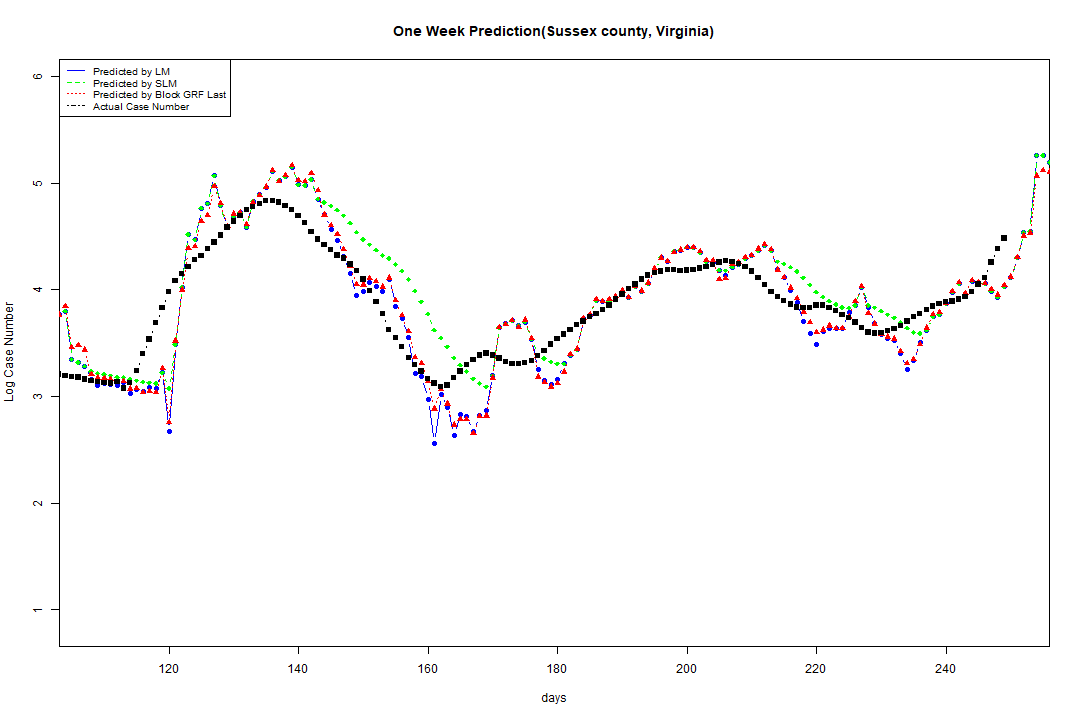 One Week Prediction(Sussex county, Virginia)
Predicted by LM
Predicted by SLM
Predicted by Block GRF Last
Actual Case Number
6
5
4
3
2
1
Log Case Number
120 140 160 180 200 220 240
days